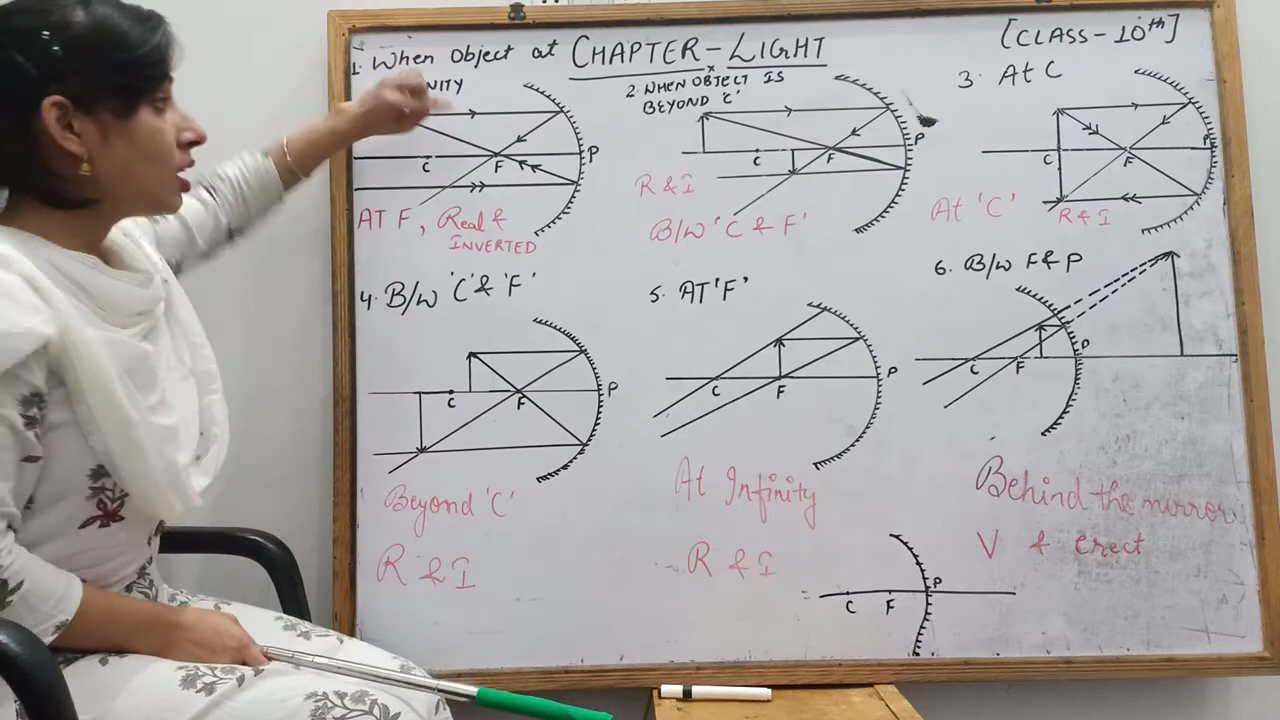 CHAPTER - LIGHT
[CLASS - 10th]
1. When Object at
NITY
C
F
P
AT F, Real &
INVERTED
2. WHEN OBJECT IS
BEYOND 'C'
C
F
P
R & I
B/W 'C & F'
3. At C
C
F
P
At 'C'
R & I
4. B/W 'C' & 'F'
C
F
P
Beyond 'C'
R & I
5. AT 'F'
C
F
P
At Infinity
R & I
6. B/W F & P
C
F
P
Behind the mirror
V & Erect
C
F
P